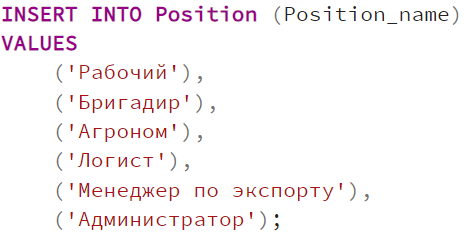 INSERT INTO Position (Position_name)
VALUES
('Рабочий'),
('Бригадир'),
('Агроном'),
('Логист'),
('Менеджер по экспорту'),
('Администратор');